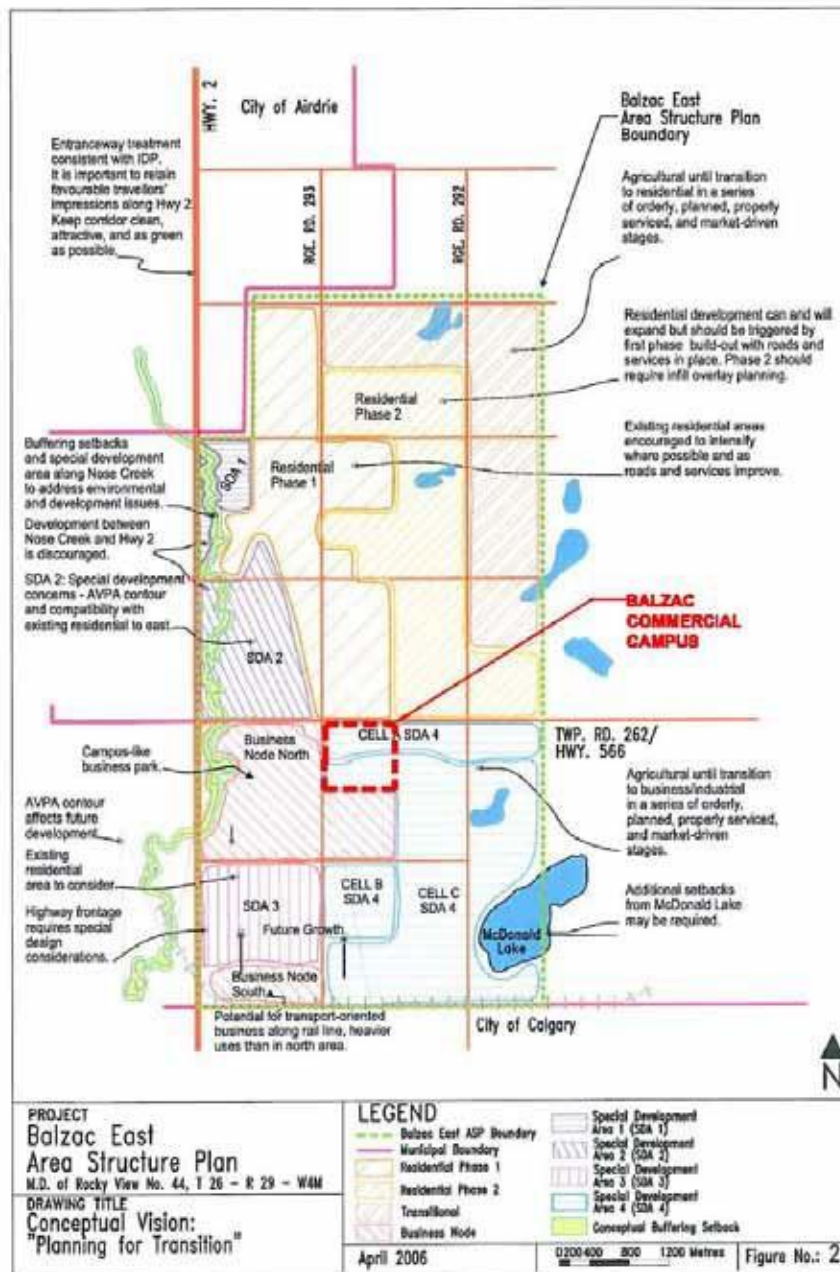 HWY. 2
City of Airdrie
Balzac East
Area Structure Plan
Boundary
Entranceway treatment
consistent with IDP.
It is important to retain
favourable travellers'
impressions along Hwy 2
Keep corridor clean,
attractive, and as green
as possible.
RGE. RD. 293
RGE. RD. 292
Agricultural until transition
to residential in a series
of orderly, planned, properly
serviced, and market-driven
stages.
Residential development can and will
expand but should be triggered by
first phase build-out with roads and
services in place. Phase 2 should
require infill overlay planning.
Residential
Phase 2
Existing residential areas
encouraged to intensify
where possible and as
roads and services improve.
Buffering setbacks
and special development
area along Nose Creek
to address environmental
and development issues.
SDA 1
Residential
Phase 1
Development between
Nose Creek and Hwy 2
is discouraged.
SDA 2: Special development
concerns - AVPA contour
and compatibility with
existing residential to east
SDA 2
BALZAC
COMMERCIAL
CAMPUS
TWP. RD. 262/
HWY. 566
Campus-like
business park
Business
Node North
CELL A SDA 4
Agricultural until transition
to business/industrial
in a series of orderly,
planned, properly serviced,
and market-driven
stages.
AVPA contour
affects future
development
Existing
residential
area to consider
Highway frontage
requires special
design
considerations.
SDA 3
CELL B
SDA 4
CELL C
SDA 4
Future Growth
McDonald
Lake
Additional setbacks
from McDonald Lake
may be required.
Business Node
South
Potential for transport-oriented
business along rail line, heavier
uses than in north area.
City of Calgary
N
PROJECT
Balzac East
Area Structure Plan
M.D. of Rocky View No. 44, T 26 - R 29 - W4M
DRAWING TITLE
Conceptual Vision:
"Planning for Transition"
LEGEND
Balzac East ASP Boundary
Municipal Boundary
Residential Phase 1
Residential Phase 2
Transitional
Business Node
Special Development
Area 1 (SDA 1)
Special Development
Area 2 (SDA 2)
Special Development
Area 3 (SDA 3)
Special Development
Area 4 (SDA 4)
Conceptual Buffering Setback
April 2006
0 200 400 800 1200 Metres
Figure No.: 2